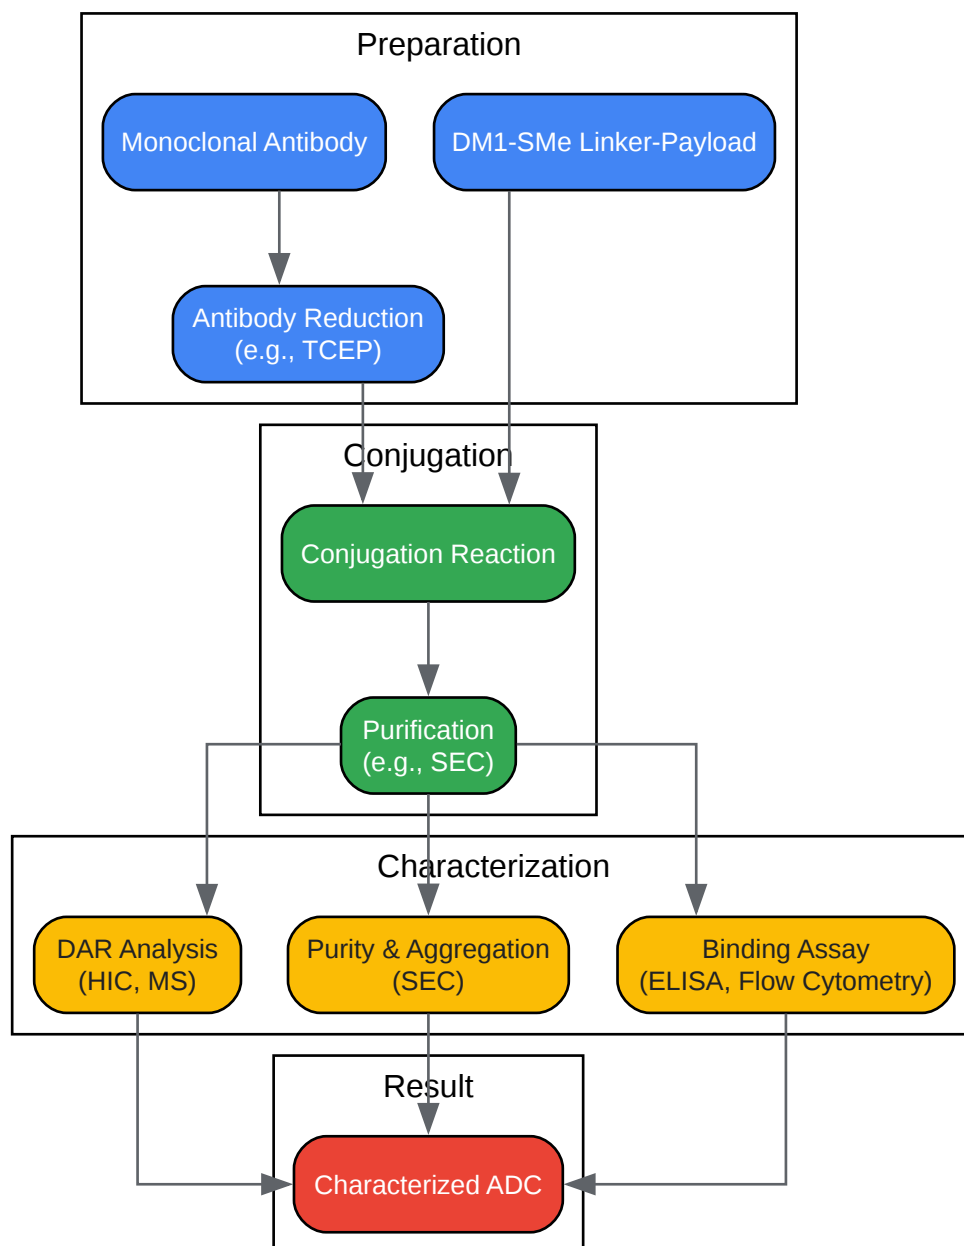 Preparation
Monoclonal Antibody
DM1-SMe Linker-Payload
Antibody Reduction
(e.g., TCEP)
Conjugation
Conjugation Reaction
Purification
(e.g., SEC)
Characterization
DAR Analysis
(HIC, MS)
Purity & Aggregation
(SEC)
Binding Assay
(ELISA, Flow Cytometry)
Result
Characterized ADC